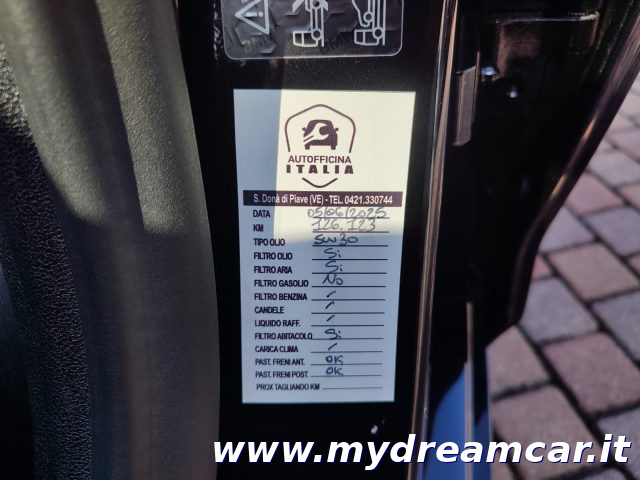 AUTOFFICINA
ITALIA
S. Donà di Piave (VE) - TEL. 0421.330744
DATA 05/06/2025
KM 126.123
TIPO OLIO 5W30
FILTRO OLIO Si
FILTRO ARIA Si
FILTRO GASOLIO No
FILTRO BENZINA /
CANDELE /
LIQUIDO RAFF. /
FILTRO ABITACOLO Si
CARICA CLIMA /
PAST. FRENI ANT. OK
PAST. FRENI POST. OK
PROX TAGLIANDO KM
www.mydreamcar.it